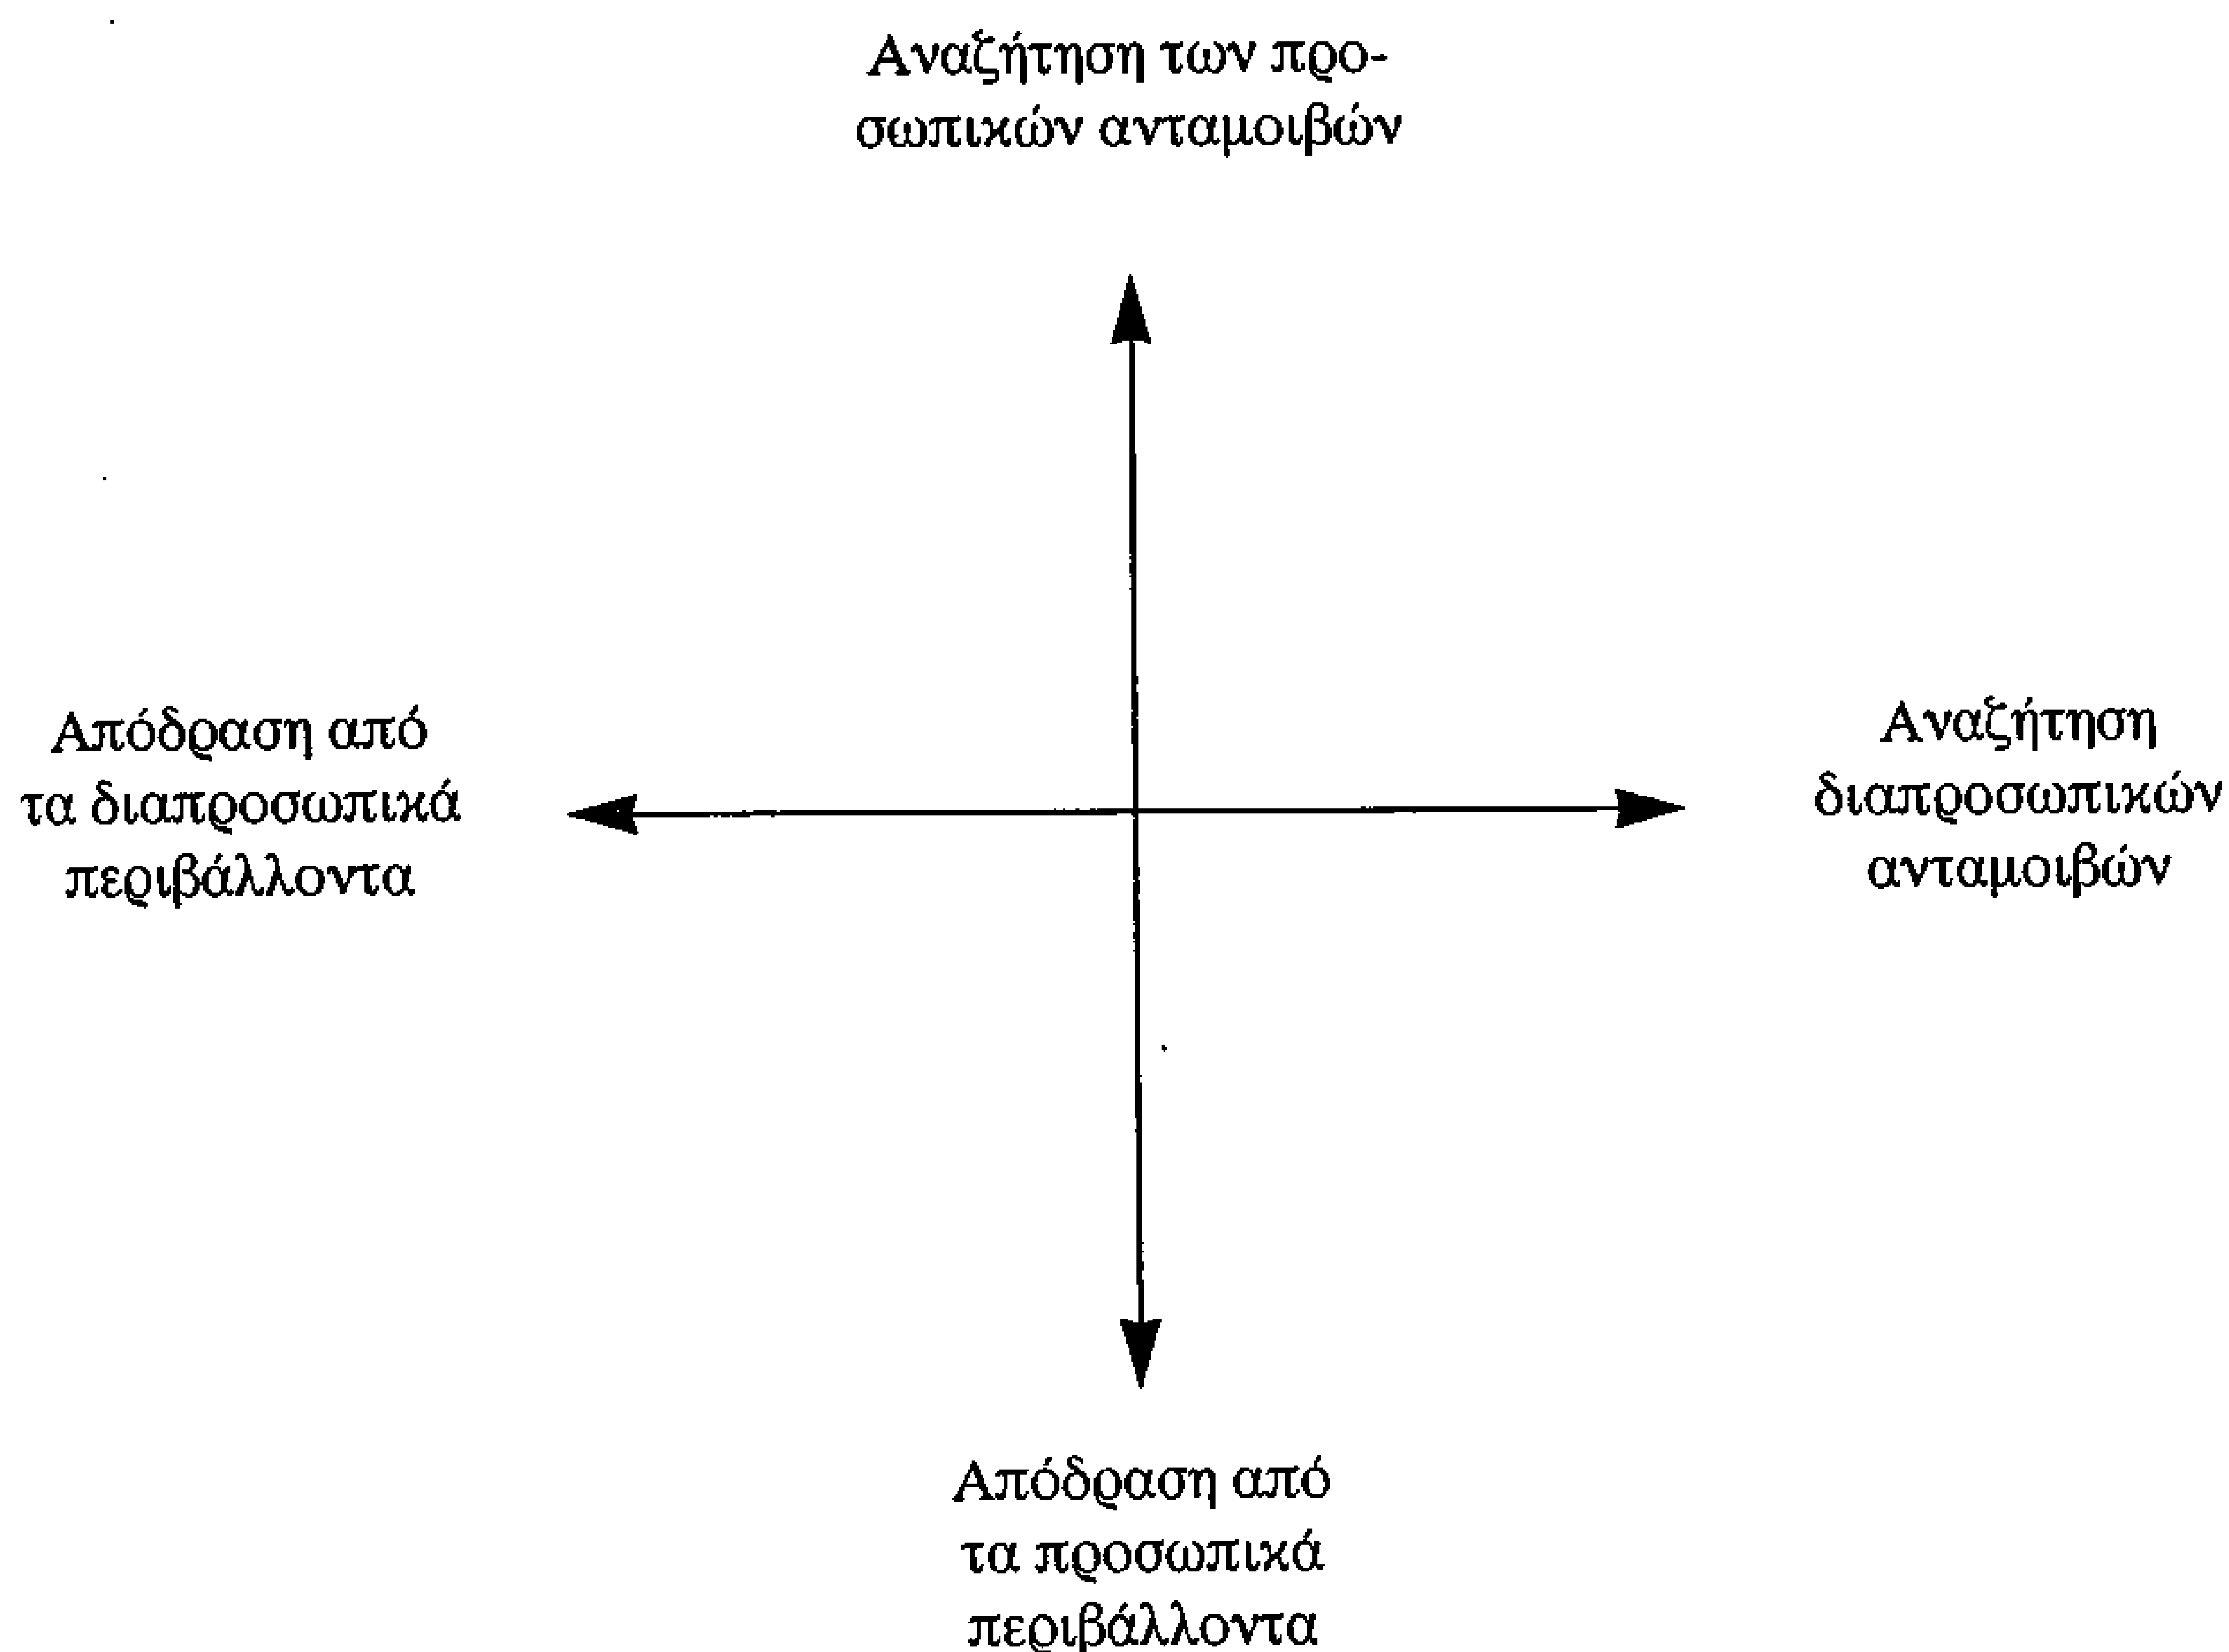 Αναζήτηση των προ-
σωπικών ανταμοιβών
Απόδραση από
τα διαπροσωπικά
περιβάλλοντα
Αναζήτηση
διαπροσωπικών
ανταμοιβών
Απόδραση από
τα προσωπικά
περιβάλλοντα